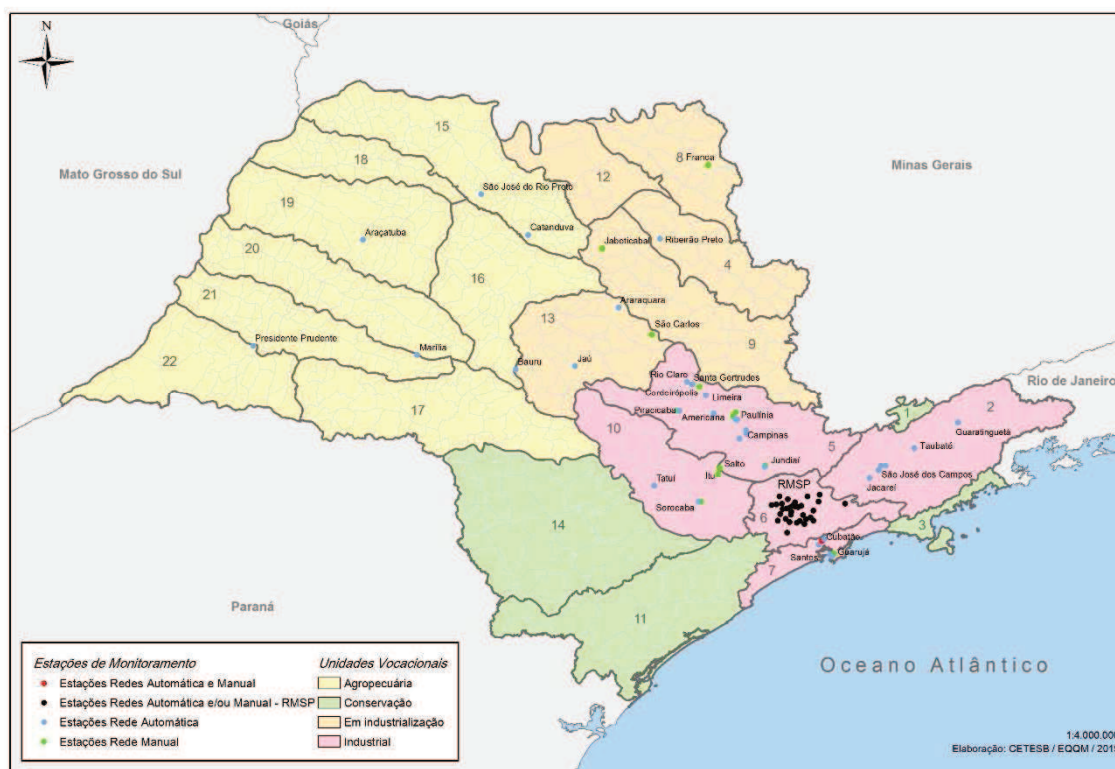 Goiás
N
15
8
Franca
Mato Grosso do Sul
18
12
Minas Gerais
São José do Rio Preto
19
Catanduva
Jaboticabal
Ribeirão Preto
Araçatuba
20
4
16
21
Araraquara
13
São Carlos
Presidente Prudente
Marília
9
22
Bauru
Jaú
Rio Claro
Santa Gertrudes
Rio de Janeiro
Cordeirópolis
Limeira
1
2
17
Piracicaba
Americana
Paulínia
Guaratinguetá
10
Campinas
5
Taubaté
Salto
Jundiaí
São José dos Campos
Itu
Tatuí
RMSP
Jacareí
Sorocaba
14
6
3
Cubatão
Santos
Guarujá
7
Paraná
11
Estações de Monitoramento
Estações Redes Automática e Manual
Estações Redes Automática e/ou Manual - RMSP
Estações Rede Automática
Estações Rede Manual
Unidades Vocacionais
Agropecuária
Conservação
Em industrialização
Industrial
Oceano Atlântico
1:4.000.000
Elaboração: CETESB / EQQM / 2019